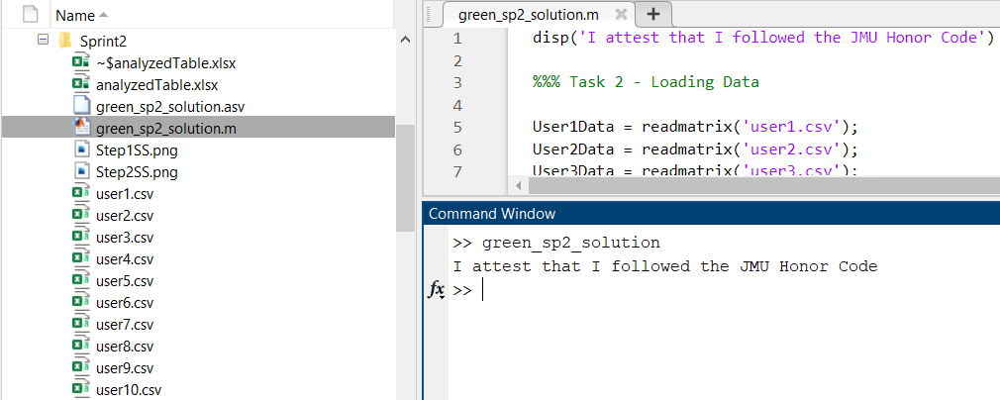 Name
Sprint2
~$analyzedTable.xlsx
analyzedTable.xlsx
green_sp2_solution.asv
green_sp2_solution.m
Step1SS.png
Step2SS.png
user1.csv
user2.csv
user3.csv
user4.csv
user5.csv
user6.csv
user7.csv
user8.csv
user9.csv
user10.csv
green_sp2_solution.m
1 disp('I attest that I followed the JMU Honor Code')
2
3 %%% Task 2 - Loading Data
4
5 User1Data = readmatrix('user1.csv');
6 User2Data = readmatrix('user2.csv');
7 User3Data = readmatrix('user3.csv');
Command Window
>> green_sp2_solution
I attest that I followed the JMU Honor Code
fx >>